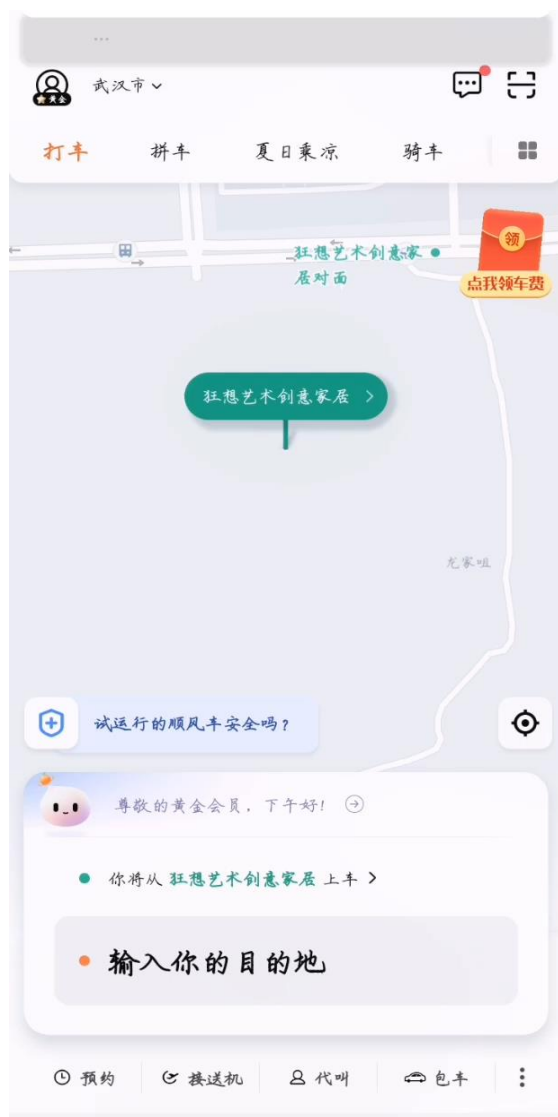 ...
武汉市
黄金
打车 拼车 夏日乘凉 骑车
领
点我领车费
狂想艺术创意家
居对面
狂想艺术创意家居 >
龙家咀
试运行的顺风车安全吗？
尊敬的黄金会员，下午好！
你将从 狂想艺术创意家居 上车 >
输入你的目的地
预约 接送机 代叫 包车